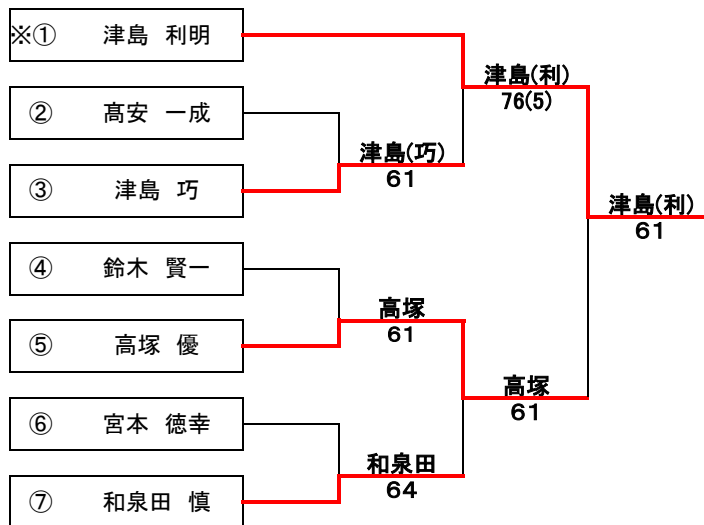 ※① 津島 利明
② 髙安 一成
③ 津島 巧
④ 鈴木 賢一
⑤ 高塚 優
⑥ 宮本 徳幸
⑦ 和泉田 慎
津島(巧)
61
高塚
61
和泉田
64
津島(利)
76(5)
高塚
61
津島(利)
61